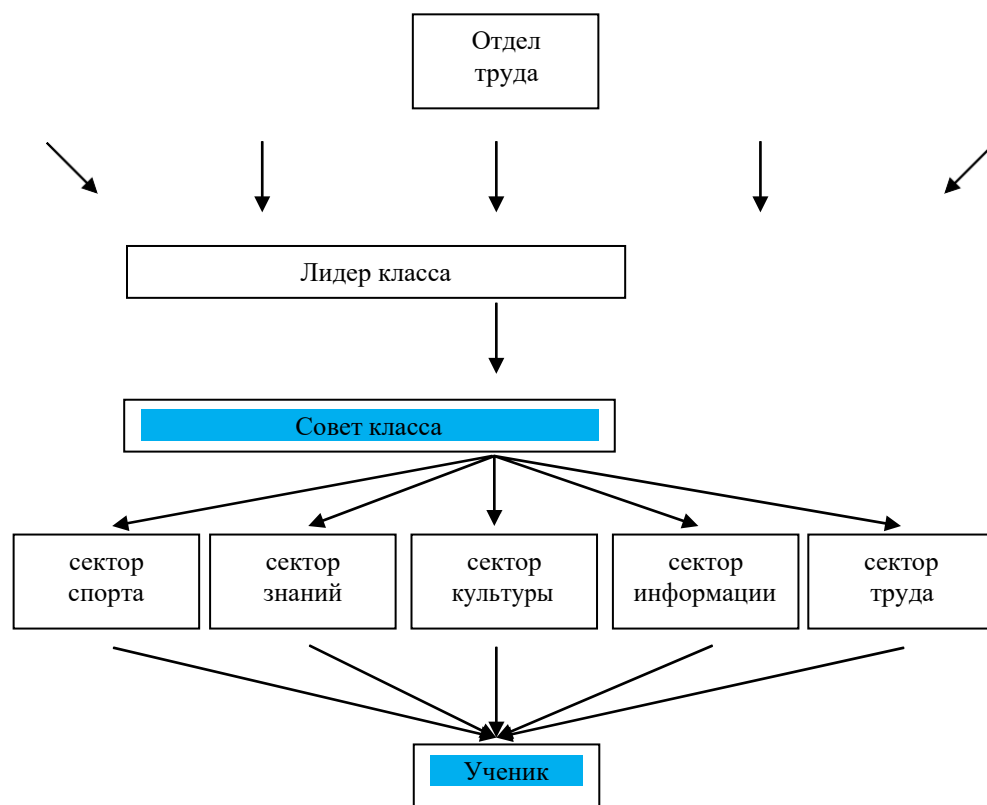 Отдел
труда
Лидер класса
Совет класса
сектор
спорта
сектор
знаний
сектор
культуры
сектор
информации
сектор
труда
Ученик